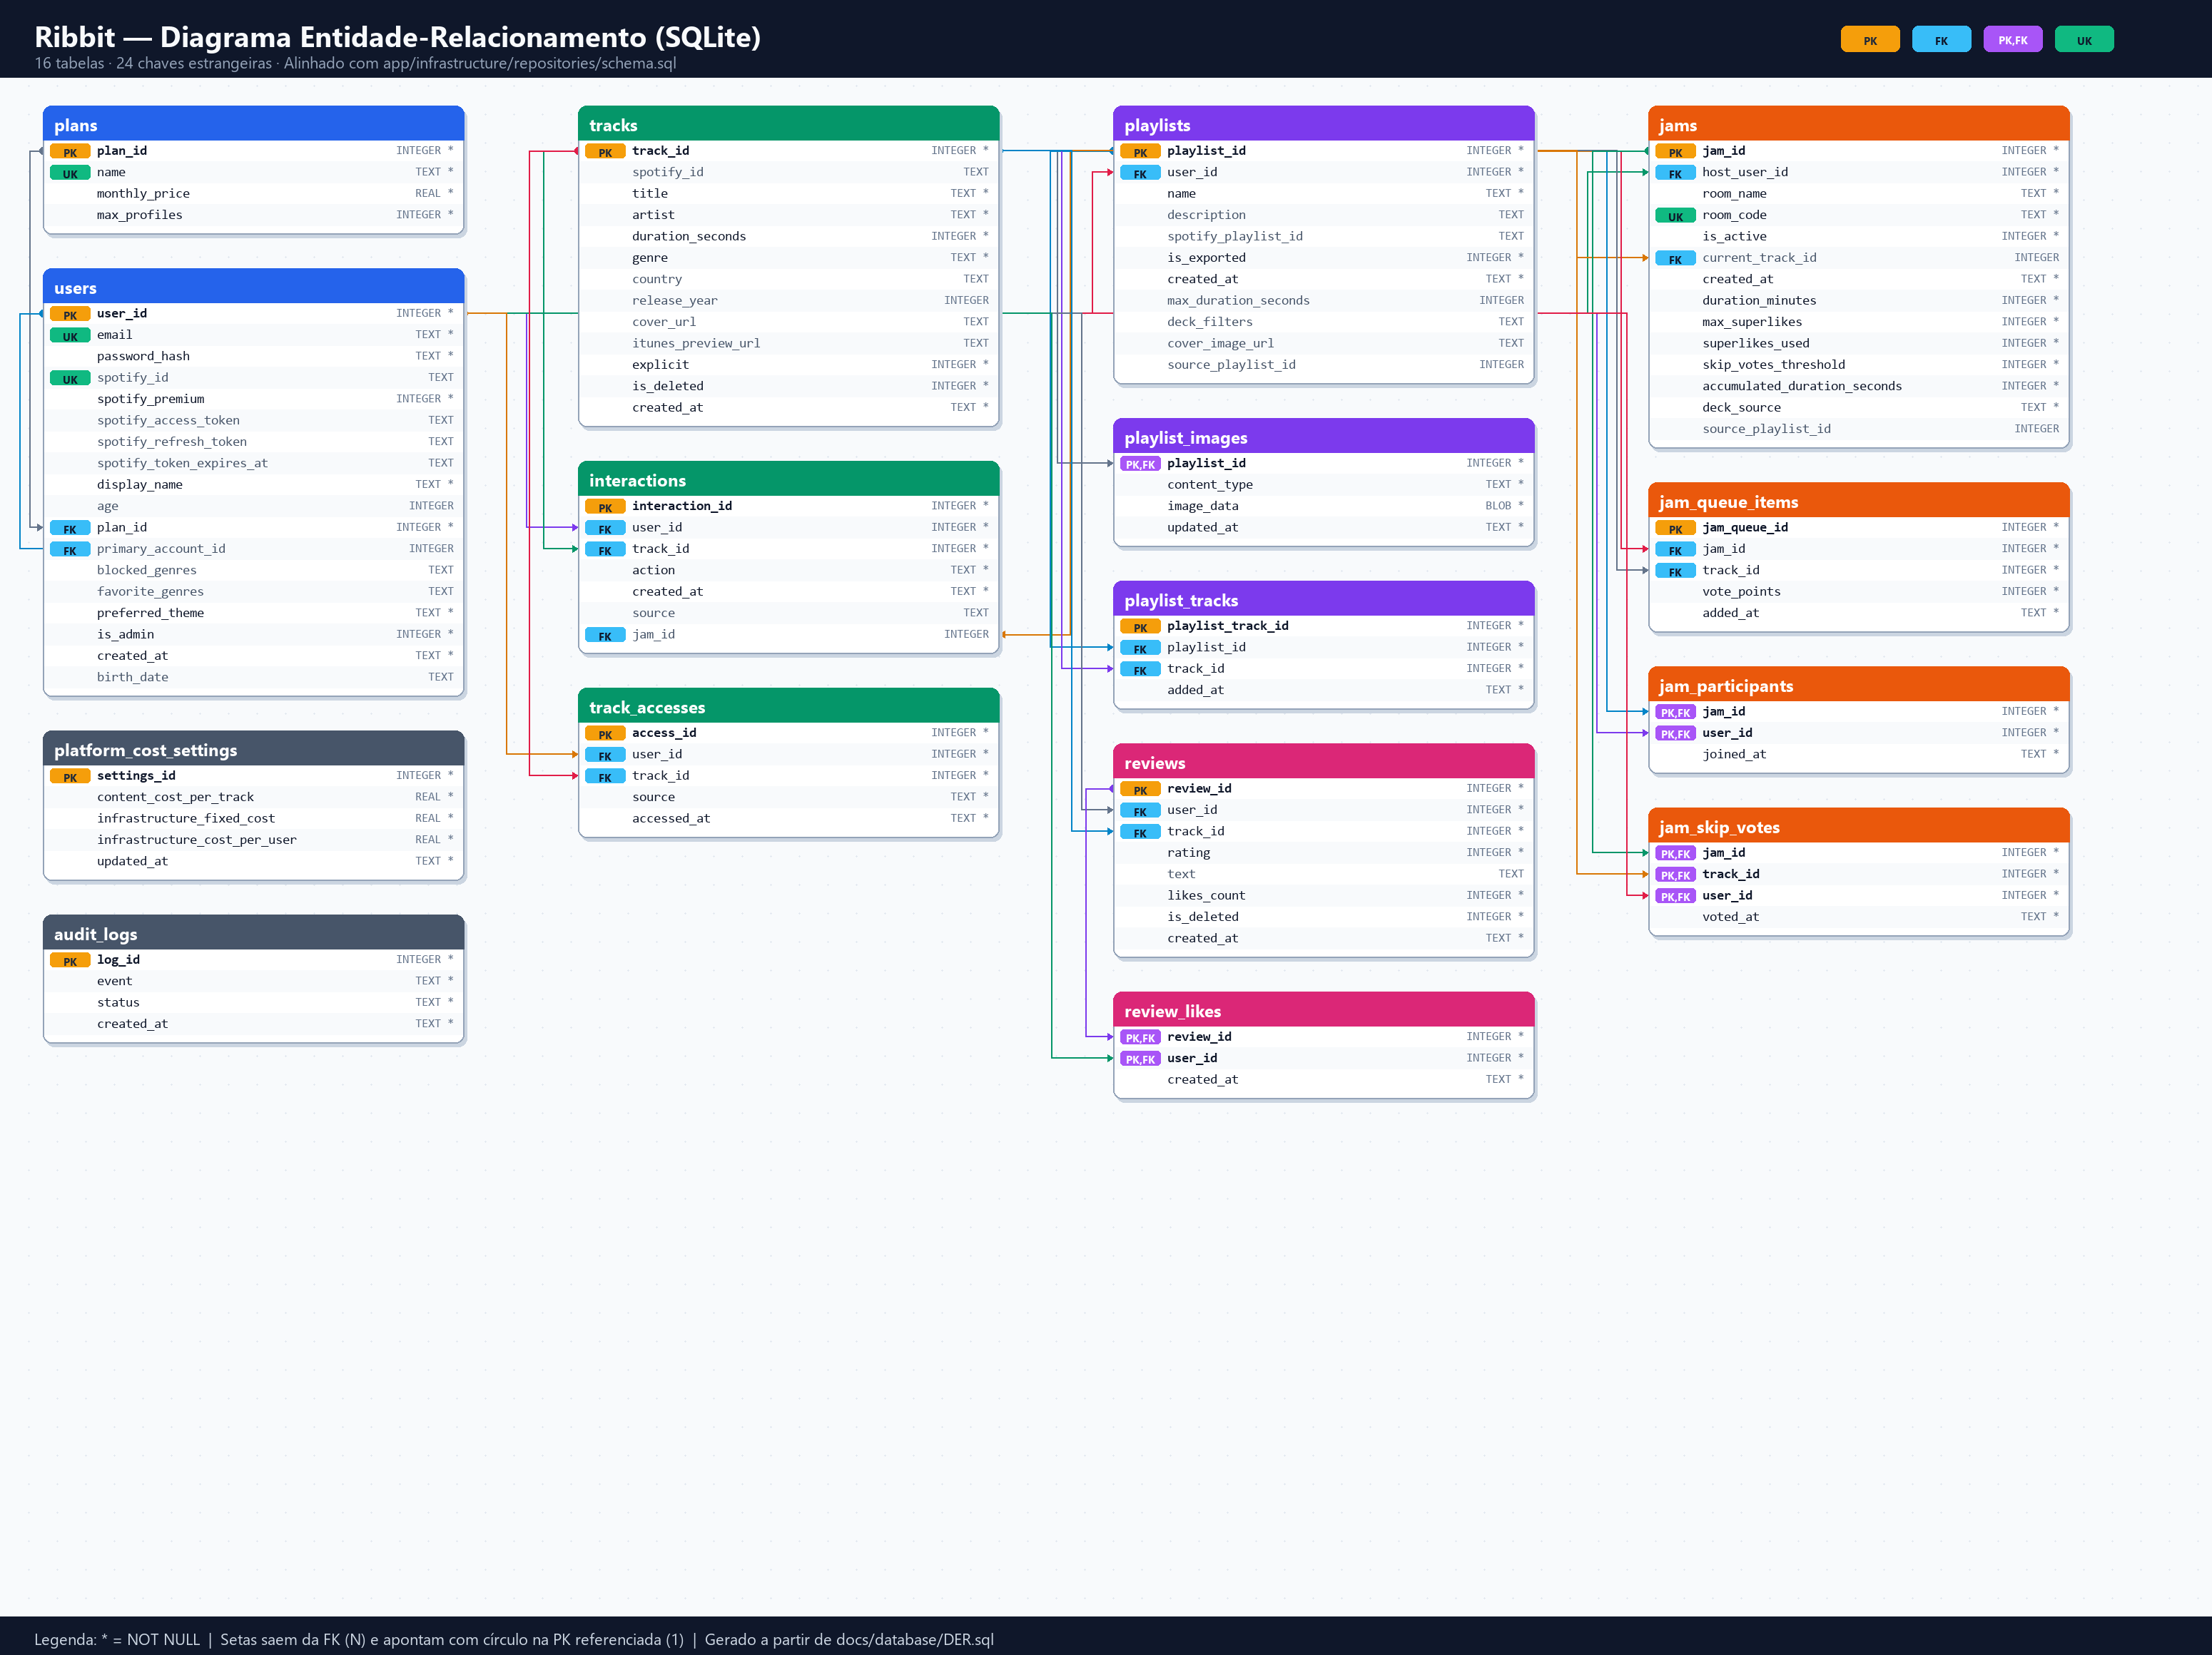 Ribbit — Diagrama Entidade-Relacionamento (SQLite)
16 tabelas · 24 chaves estrangeiras · Alinhado com app/infrastructure/repositories/schema.sql
PK FK PK,FK UK
plans
PK plan_id INTEGER *
UK name TEXT *
monthly_price REAL *
max_profiles INTEGER *
users
PK user_id INTEGER *
UK email TEXT *
password_hash TEXT *
UK spotify_id TEXT
spotify_premium INTEGER *
spotify_access_token TEXT
spotify_refresh_token TEXT
spotify_token_expires_at TEXT
display_name TEXT *
age INTEGER
FK plan_id INTEGER *
FK primary_account_id INTEGER
blocked_genres TEXT
favorite_genres TEXT
preferred_theme TEXT *
is_admin INTEGER *
created_at TEXT *
birth_date TEXT
platform_cost_settings
PK settings_id INTEGER *
content_cost_per_track REAL *
infrastructure_fixed_cost REAL *
infrastructure_cost_per_user REAL *
updated_at TEXT *
audit_logs
PK log_id INTEGER *
event TEXT *
status TEXT *
created_at TEXT *
tracks
PK track_id INTEGER *
spotify_id TEXT
title TEXT *
artist TEXT *
duration_seconds INTEGER *
genre TEXT *
country TEXT
release_year INTEGER
cover_url TEXT
itunes_preview_url TEXT
explicit INTEGER *
is_deleted INTEGER *
created_at TEXT *
interactions
PK interaction_id INTEGER *
FK user_id INTEGER *
FK track_id INTEGER *
action TEXT *
created_at TEXT *
source TEXT
FK jam_id INTEGER
track_accesses
PK access_id INTEGER *
FK user_id INTEGER *
FK track_id INTEGER *
source TEXT *
accessed_at TEXT *
playlists
PK playlist_id INTEGER *
FK user_id INTEGER *
name TEXT *
description TEXT
spotify_playlist_id TEXT
is_exported INTEGER *
created_at TEXT *
max_duration_seconds INTEGER
deck_filters TEXT
cover_image_url TEXT
source_playlist_id INTEGER
playlist_images
PK,FK playlist_id INTEGER *
content_type TEXT *
image_data BLOB *
updated_at TEXT *
playlist_tracks
PK playlist_track_id INTEGER *
FK playlist_id INTEGER *
FK track_id INTEGER *
added_at TEXT *
reviews
PK review_id INTEGER *
FK user_id INTEGER *
FK track_id INTEGER *
rating INTEGER *
text TEXT
likes_count INTEGER *
is_deleted INTEGER *
created_at TEXT *
review_likes
PK,FK review_id INTEGER *
PK,FK user_id INTEGER *
created_at TEXT *
jams
PK jam_id INTEGER *
FK host_user_id INTEGER *
room_name TEXT *
UK room_code TEXT *
is_active INTEGER *
FK current_track_id INTEGER
created_at TEXT *
duration_minutes INTEGER *
max_superlikes INTEGER *
superlikes_used INTEGER *
skip_votes_threshold INTEGER *
accumulated_duration_seconds INTEGER *
deck_source TEXT *
source_playlist_id INTEGER
jam_queue_items
PK jam_queue_id INTEGER *
FK jam_id INTEGER *
FK track_id INTEGER *
vote_points INTEGER *
added_at TEXT *
jam_participants
PK,FK jam_id INTEGER *
PK,FK user_id INTEGER *
joined_at TEXT *
jam_skip_votes
PK,FK jam_id INTEGER *
PK,FK track_id INTEGER *
PK,FK user_id INTEGER *
voted_at TEXT *
Legenda: * = NOT NULL | Setas saem da FK (N) e apontam com círculo na PK referenciada (1) | Gerado a partir de docs/database/DER.sql